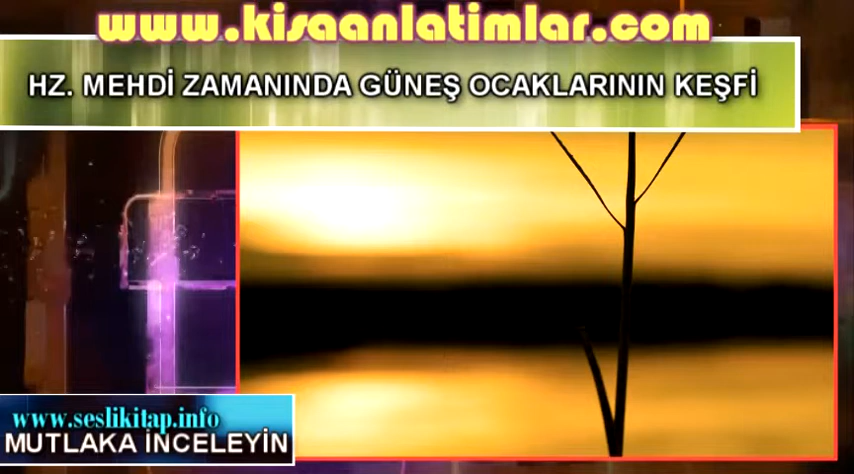 www.kisaanlatimlar.com
HZ. MEHDİ ZAMANINDA GÜNEŞ OCAKLARININ KEŞFİ
www.seslikitap.info
MUTLAKA İNCELEYİN